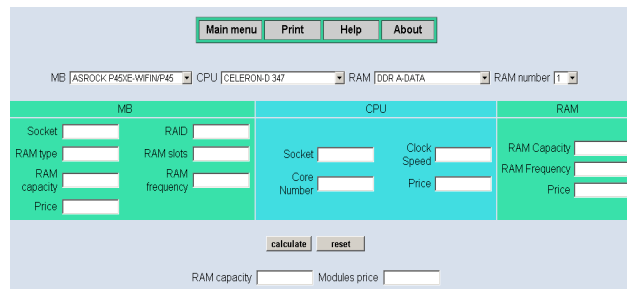 Main menu Print Help About
MB ASROCK P45XE-WIFIN/P45 CPU CELERON-D 347 RAM DDR A-DATA RAM number 1
MB CPU RAM
Socket RAID
RAM type RAM slots
RAM capacity RAM frequency
Price
Socket Clock Speed
Core Number Price
RAM Capacity
RAM Frequency
Price
calculate reset
RAM capacity Modules price